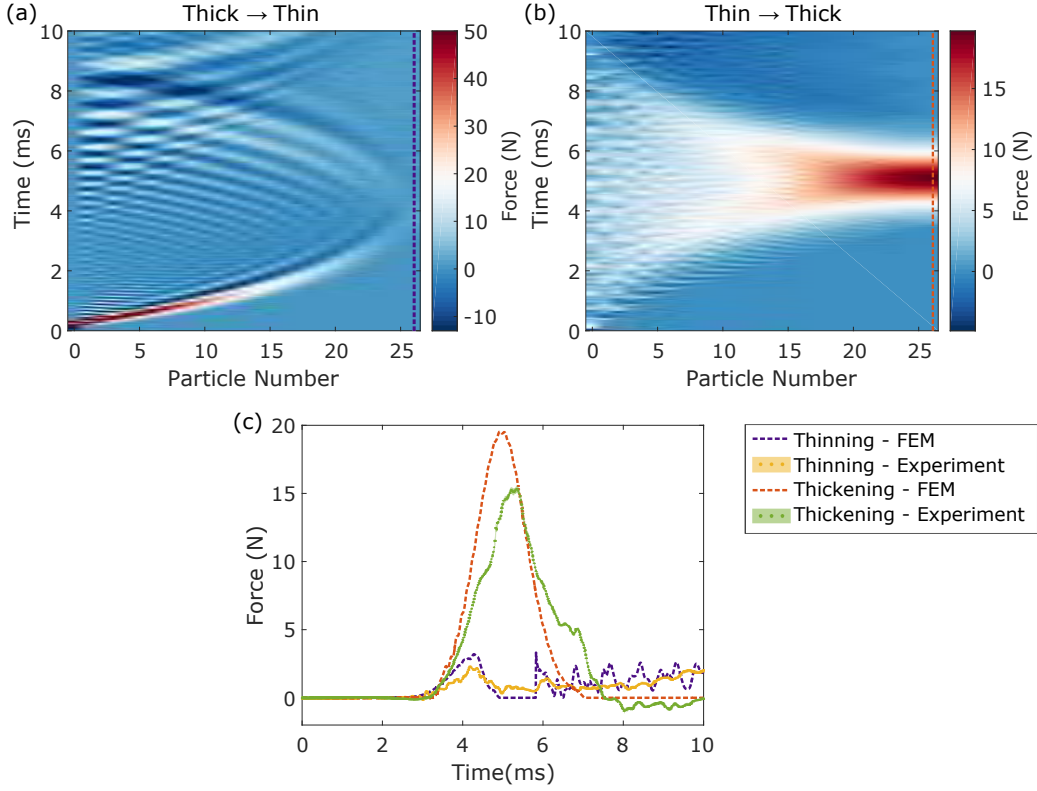 (a)
Thick → Thin
10
8
6
4
2
0
Time (ms)
0
5
10
15
20
25
Particle Number
50
40
30
20
10
0
-10
Force (N)
(b)
Thin → Thick
10
8
6
4
2
0
Time (ms)
0
5
10
15
20
25
Particle Number
15
10
5
0
Force (N)
(c)
20
15
10
5
0
Force (N)
0
2
4
6
8
10
Time(ms)
Thinning - FEM
Thinning - Experiment
Thickening - FEM
Thickening - Experiment